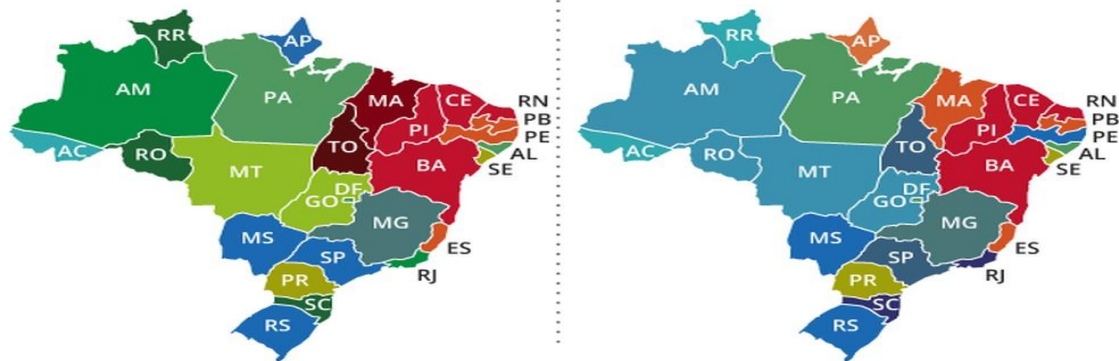 RR
AP
AM
PA
MA
CE
RN
PB
PE
AL
SE
PI
AC
RO
TO
BA
MT
DF
GO
MG
MS
ES
SP
RJ
PR
SC
RS
RR
AP
AM
PA
MA
CE
RN
PB
PE
AL
SE
PI
AC
RO
TO
BA
MT
DF
GO
MG
MS
ES
SP
RJ
PR
SC
RS